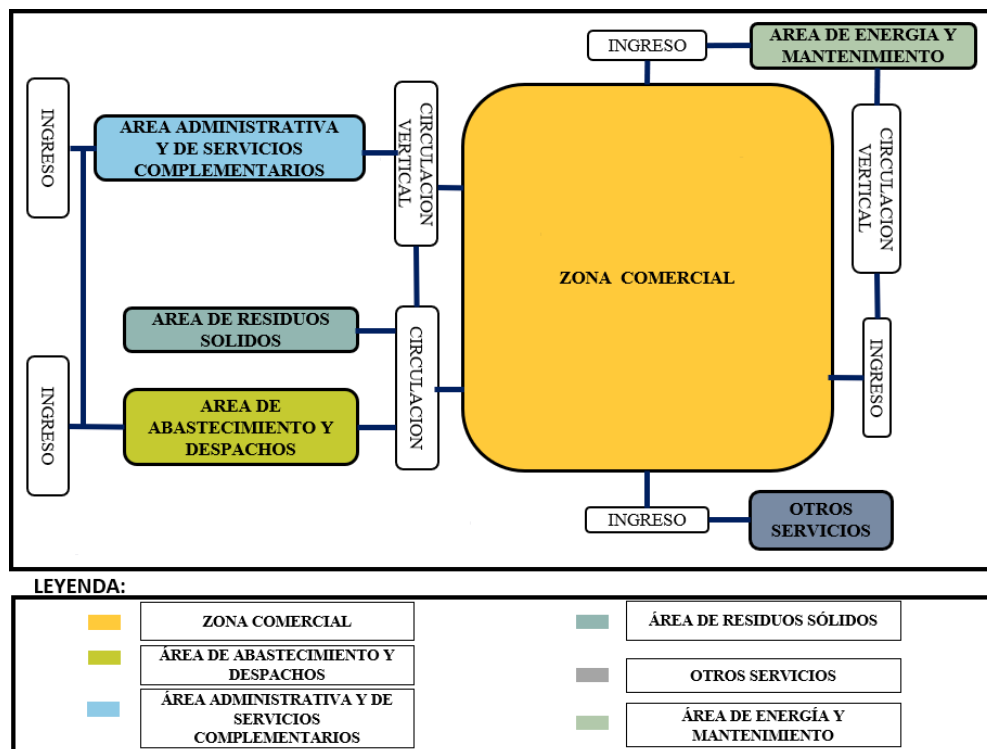 INGRESO
AREA DE ENERGIA Y
MANTENIMIENTO
INGRESO
AREA ADMINISTRATIVA
Y DE SERVICIOS
COMPLEMENTARIOS
CIRCULACION
VERTICAL
CIRCULACION
VERTICAL
ZONA COMERCIAL
AREA DE RESIDUOS
SOLIDOS
CIRCULACION
INGRESO
INGRESO
AREA DE
ABASTECIMIENTO Y
DESPACHOS
INGRESO
OTROS
SERVICIOS
LEYENDA:
ZONA COMERCIAL
ÁREA DE ABASTECIMIENTO Y
DESPACHOS
ÁREA ADMINISTRATIVA Y DE
SERVICIOS
COMPLEMENTARIOS
ÁREA DE RESIDUOS SÓLIDOS
OTROS SERVICIOS
ÁREA DE ENERGÍA Y
MANTENIMIENTO